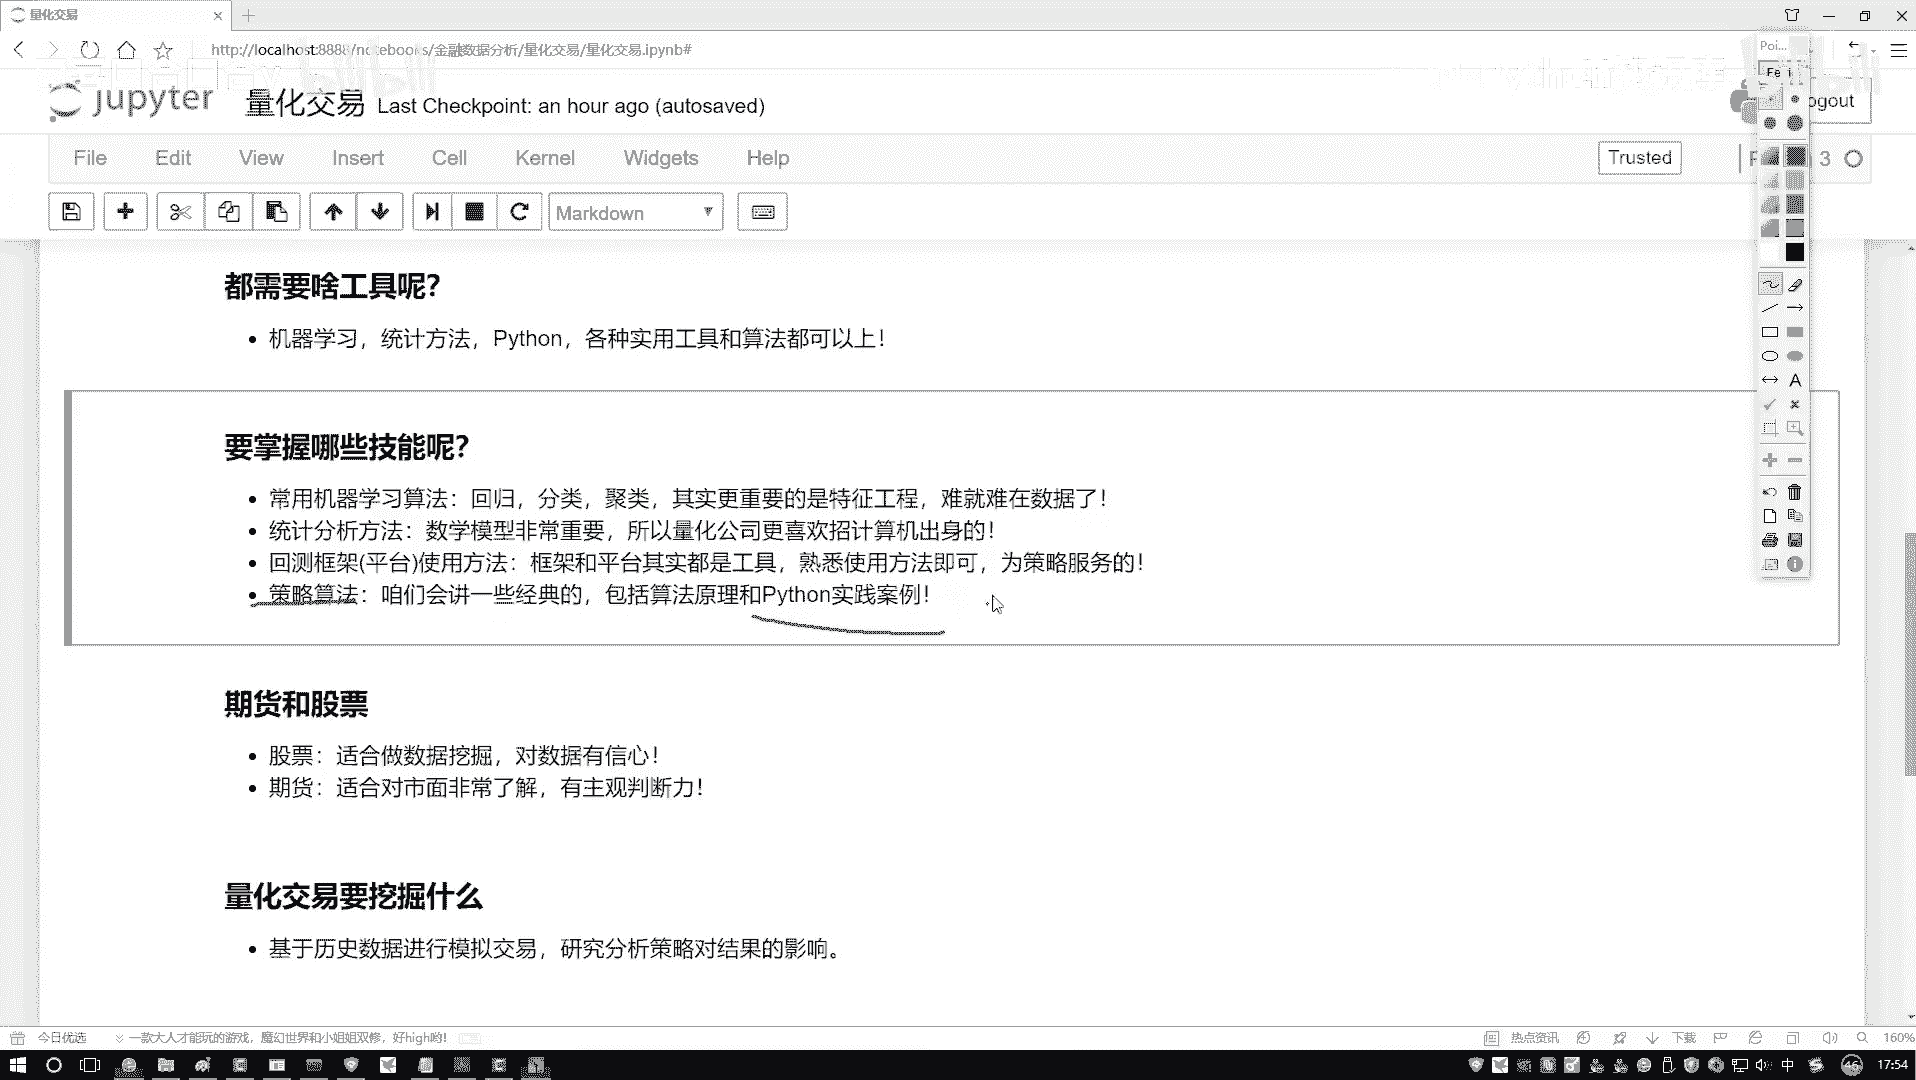 量化交易
http://localhost:888 /notebooks/金融数据分析/量化交易/量化交易.ipynb#
Poi...
jupyter 量化交易 Last Checkpoint: an hour ago (autosaved)
ogout
File Edit View Insert Cell Kernel Widgets Help
Trusted
3
Markdown
都需要啥工具呢？
• 机器学习，统计方法，Python，各种实用工具和算法都可以上！
要掌握哪些技能呢？
• 常用机器学习算法：回归，分类，聚类，其实更重要的是特征工程，难就难在数据了！
• 统计分析方法：数学模型非常重要，所以量化公司更喜欢招计算机出身的！
• 回测框架(平台)使用方法：框架和平台其实都是工具，熟悉使用方法即可，为策略服务的！
• 策略算法：咱们会讲一些经典的，包括算法原理和Python实践案例！
期货和股票
• 股票：适合做数据挖掘，对数据有信心！
• 期货：适合对市面非常了解，有主观判断力！
量化交易要挖掘什么
• 基于历史数据进行模拟交易，研究分析策略对结果的影响。
今日优选 一款大人才能玩的游戏，魔幻世界和小姐姐双修，好high哟！
热点资讯 下载 160%
中 46 17:54